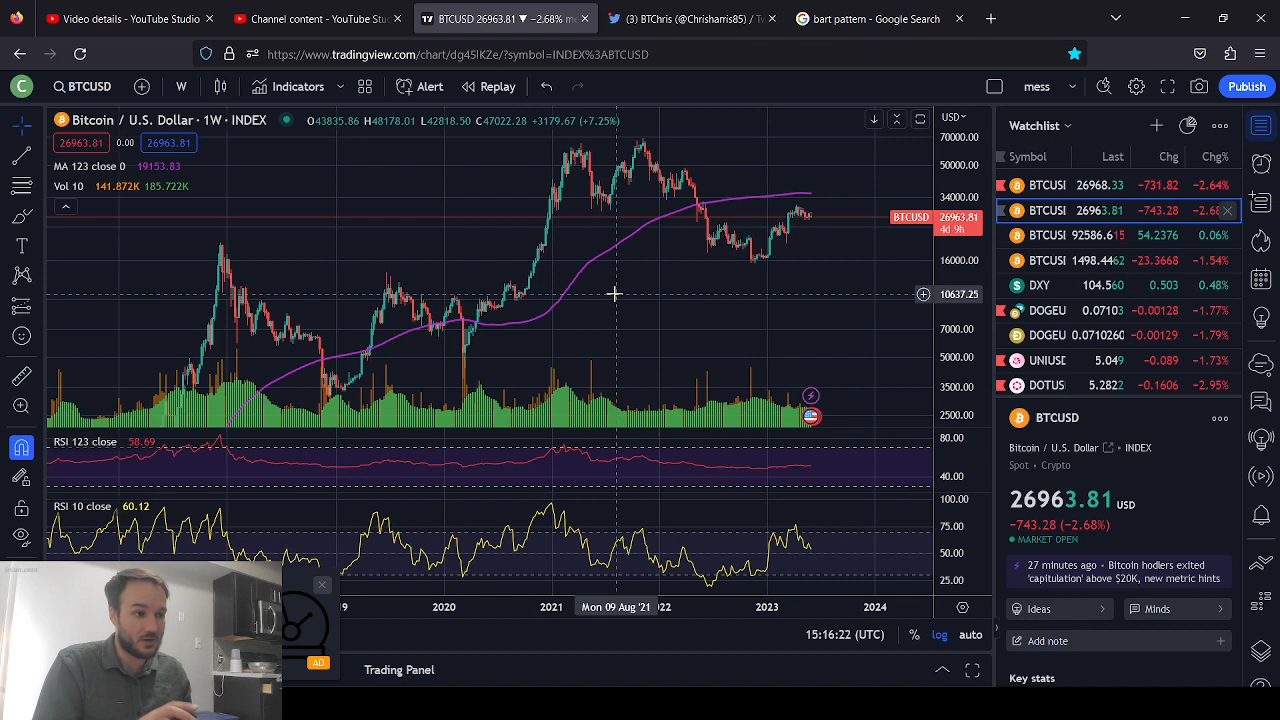 Video details - YouTube Studio
Channel content - YouTube Studio
BTCUSD 26963.81 ▼ −2.68% me
BTChris (@Chrisbtis85) / Tw
bart pattern - Google Search
https://www.tradingview.com/chart/dg45lKZe/?symbol=INDEX%3ABTCUSD
C BTCUSD W Indicators Alert Replay mess Publish
Bitcoin / U.S. Dollar · 1W · INDEX O43835.86 H48178.01 L42818.50 C47022.28 +3179.67 (+7.25%)
26963.81 0.00 26963.81
MA 123 close 0 19153.83
Vol 10 141.872K 185.722K
USD
70000.00
50000.00
34000.00
BTCUSD 26963.81
4d 9h
16000.00
10637.25
7000.00
5000.00
3500.00
2500.00
RSI 123 close 58.69
80.00
40.00
RSI 10 close 60.12
100.00
75.00
50.00
25.00
2020 2021 Mon 09 Aug '21 2023 2024
15:16:22 (UTC) % log auto
AD
Trading Panel
Watchlist
Symbol Last Chg Chg%
BTCUSI 26968.33 −731.82 −2.64%
BTCUSI 26963.81 −743.28 −2.68
BTCUSI 92586.615 54.2376 0.06%
BTCUSI 1498.4462 −23.3668 −1.54%
DXY 104.560 0.503 0.48%
DOGEU 0.07103 −0.00128 −1.77%
DOGEU 0.0710260 −0.00129 −1.79%
UNIUSD 5.049 −0.089 −1.73%
DOTUS 5.2822 −0.1606 −2.95%
BTCUSD
Bitcoin / U.S. Dollar · INDEX
Spot · Crypto
26963.81 USD
−743.28 (−2.68%)
MARKET OPEN
27 minutes ago · Bitcoin hodlers exited
'capitulation' above $20K, new metric hints
Ideas
Minds
Add note
Key stats